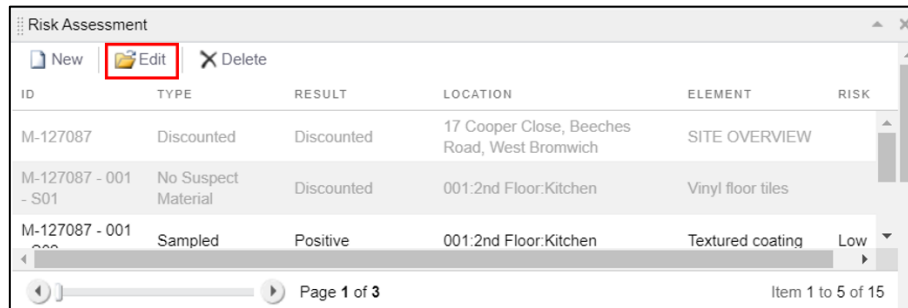 Risk Assessment
New Edit Delete
ID TYPE RESULT LOCATION ELEMENT RISK
M-127087 Discounted Discounted 17 Cooper Close, Beeches Road, West Bromwich SITE OVERVIEW
M-127087 - 001 - S01 No Suspect Material Discounted 001:2nd Floor:Kitchen Vinyl floor tiles
M-127087 - 001 Sampled Positive 001:2nd Floor:Kitchen Textured coating Low
Page 1 of 3 Item 1 to 5 of 15